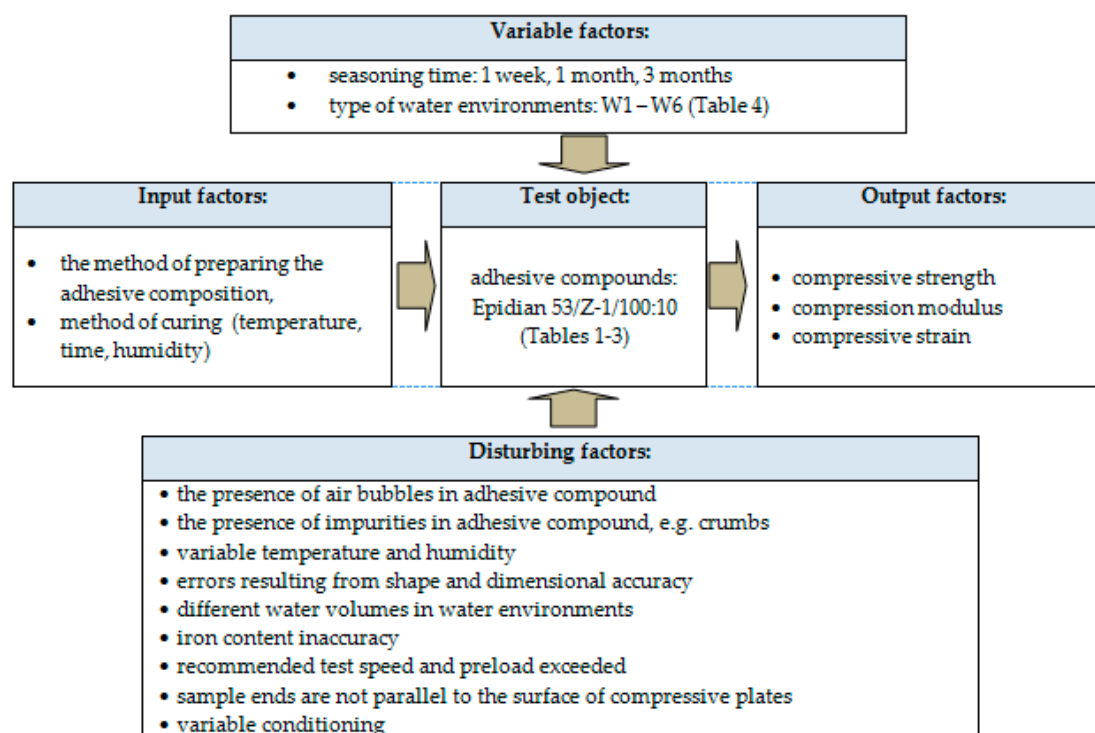 Variable factors:
• seasoning time: 1 week, 1 month, 3 months
• type of water environments: W1 – W6 (Table 4)
Input factors:
• the method of preparing the
adhesive composition,
• method of curing (temperature,
time, humidity)
Test object:
adhesive compounds:
Epidian 53/Z-1/100:10
(Tables 1-3)
Output factors:
• compressive strength
• compression modulus
• compressive strain
Disturbing factors:
• the presence of air bubbles in adhesive compound
• the presence of impurities in adhesive compound, e.g. crumbs
• variable temperature and humidity
• errors resulting from shape and dimensional accuracy
• different water volumes in water environments
• iron content inaccuracy
• recommended test speed and preload exceeded
• sample ends are not parallel to the surface of compressive plates
• variable conditioning